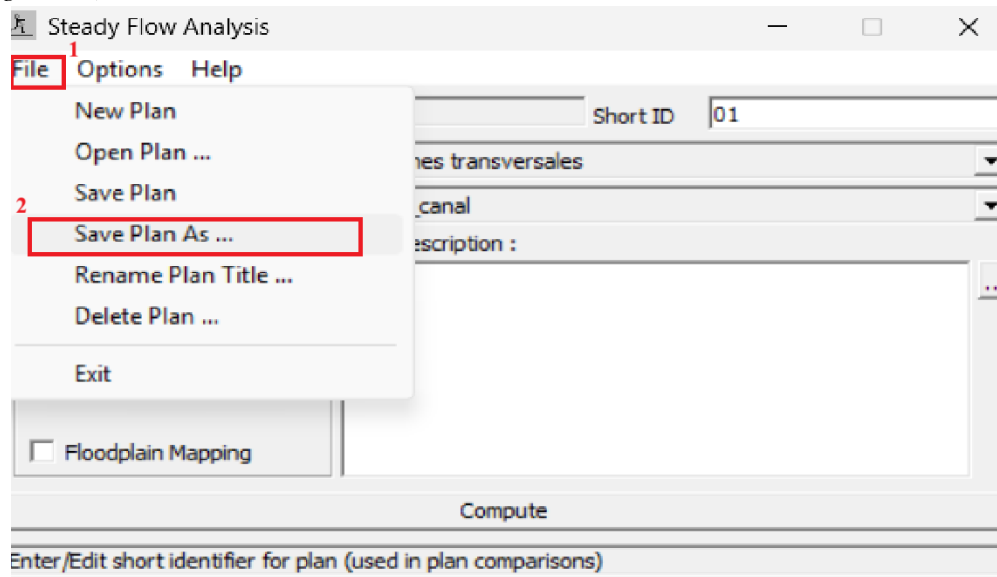 Steady Flow Analysis
1
File Options Help
New Plan
Short ID 01
Open Plan ...
nes transversales
Save Plan
2
_canal
Save Plan As ...
escription :
Rename Plan Title ...
...
Delete Plan ...
Exit
Floodplain Mapping
Compute
Enter/Edit short identifier for plan (used in plan comparisons)